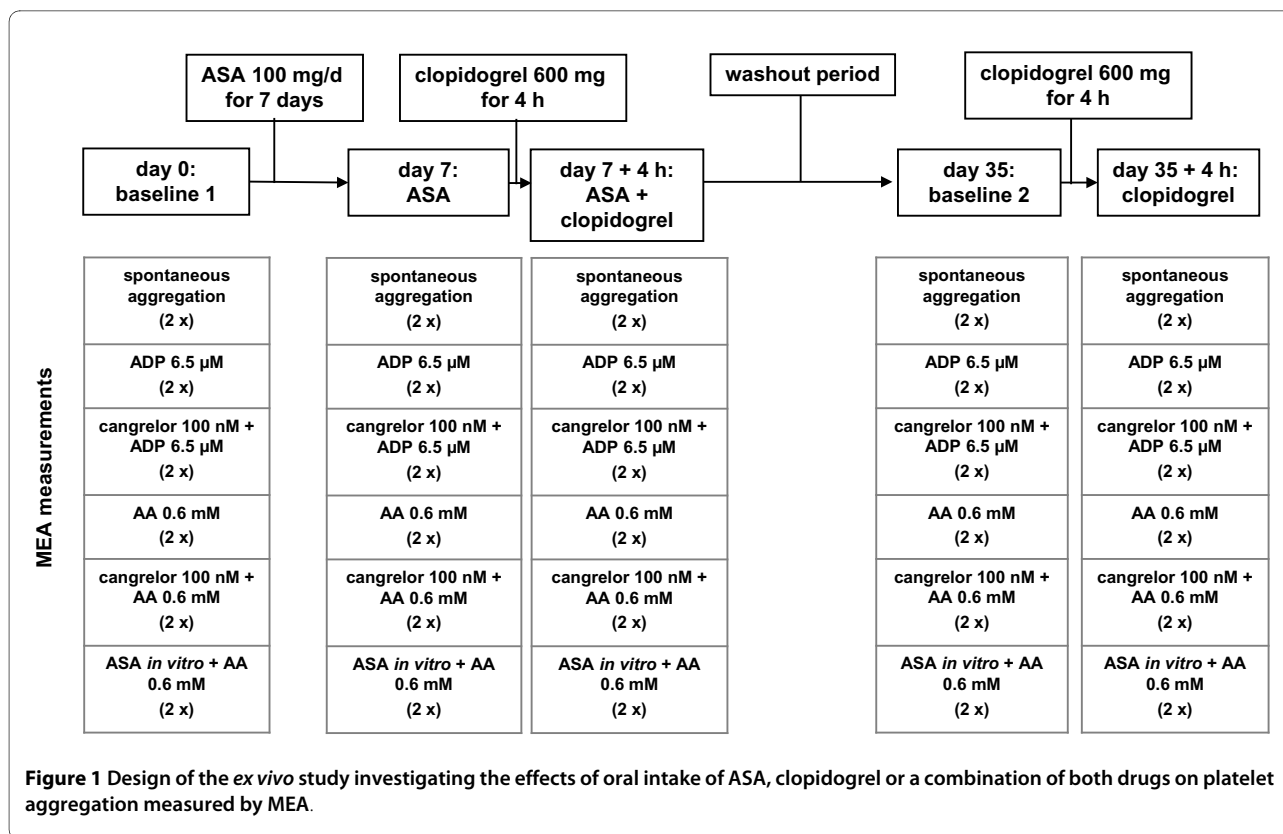 ASA 100 mg/d
for 7 days
clopidogrel 600 mg
for 4 h
washout period
clopidogrel 600 mg
for 4 h
day 0:
baseline 1
day 7:
ASA
day 7 + 4 h:
ASA +
clopidogrel
day 35:
baseline 2
day 35 + 4 h:
clopidogrel
MEA measurements
spontaneous
aggregation
(2 x)
ADP 6.5 µM
(2 x)
cangrelor 100 nM +
ADP 6.5 µM
(2 x)
AA 0.6 mM
(2 x)
cangrelor 100 nM +
AA 0.6 mM
(2 x)
ASA in vitro + AA
0.6 mM
(2 x)
spontaneous
aggregation
(2 x)
ADP 6.5 µM
(2 x)
cangrelor 100 nM +
ADP 6.5 µM
(2 x)
AA 0.6 mM
(2 x)
cangrelor 100 nM +
AA 0.6 mM
(2 x)
ASA in vitro + AA
0.6 mM
(2 x)
spontaneous
aggregation
(2 x)
ADP 6.5 µM
(2 x)
cangrelor 100 nM +
ADP 6.5 µM
(2 x)
AA 0.6 mM
(2 x)
cangrelor 100 nM +
AA 0.6 mM
(2 x)
ASA in vitro + AA
0.6 mM
(2 x)
spontaneous
aggregation
(2 x)
ADP 6.5 µM
(2 x)
cangrelor 100 nM +
ADP 6.5 µM
(2 x)
AA 0.6 mM
(2 x)
cangrelor 100 nM +
AA 0.6 mM
(2 x)
ASA in vitro + AA
0.6 mM
(2 x)
spontaneous
aggregation
(2 x)
ADP 6.5 µM
(2 x)
cangrelor 100 nM +
ADP 6.5 µM
(2 x)
AA 0.6 mM
(2 x)
cangrelor 100 nM +
AA 0.6 mM
(2 x)
ASA in vitro + AA
0.6 mM
(2 x)
Figure 1 Design of the ex vivo study investigating the effects of oral intake of ASA, clopidogrel or a combination of both drugs on platelet
aggregation measured by MEA.